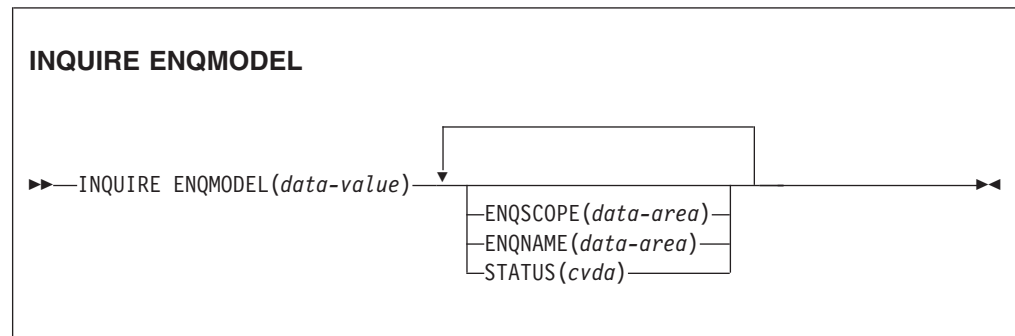 INQUIRE ENQMODEL
INQUIRE ENQMODEL(data-value)
ENQSCOPE(data-area)
ENQNAME(data-area)
STATUS(cvda)